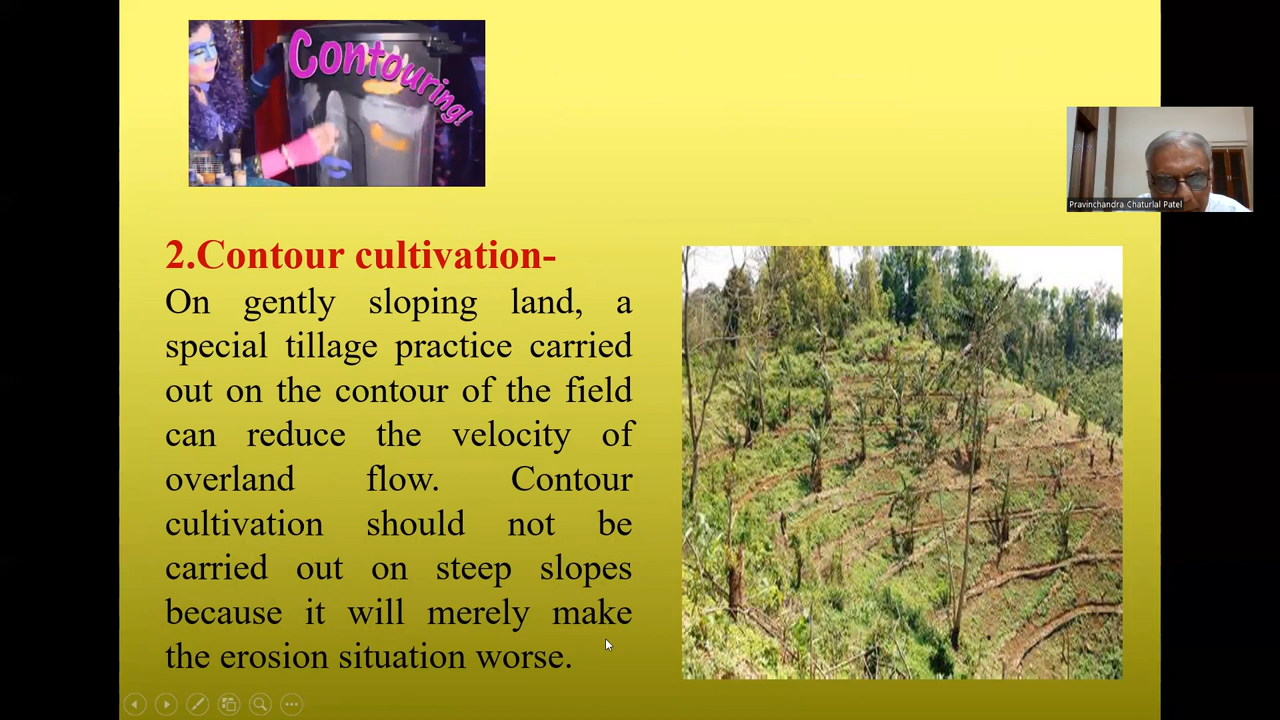 Contouring!
Pravinchandra Chaturlal Patel
2.Contour cultivation-
On gently sloping land, a
special tillage practice carried
out on the contour of the field
can reduce the velocity of
overland flow. Contour
cultivation should not be
carried out on steep slopes
because it will merely make
the erosion situation worse.